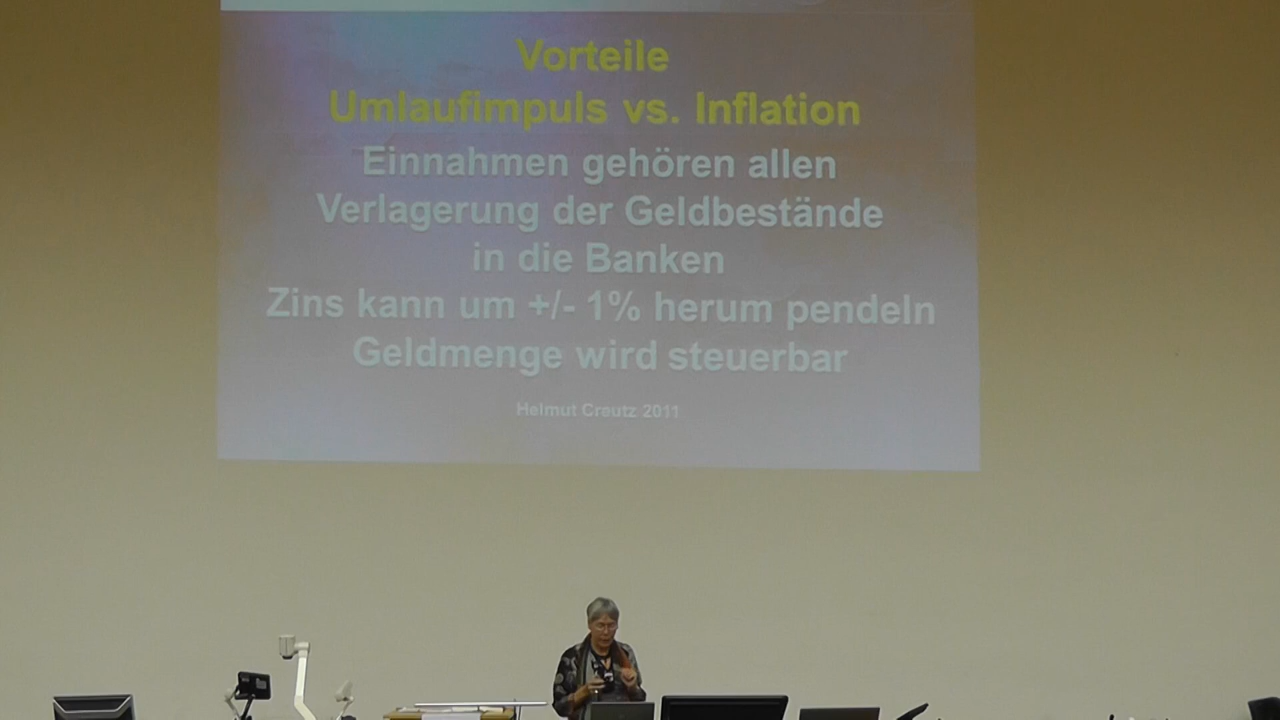 Vorteile
Umlaufimpuls vs. Inflation
Einnahmen gehören allen
Verlagerung der Geldbestände
in die Banken
Zins kann um +/- 1% herum pendeln
Geldmenge wird steuerbar
Helmut Creutz 2011